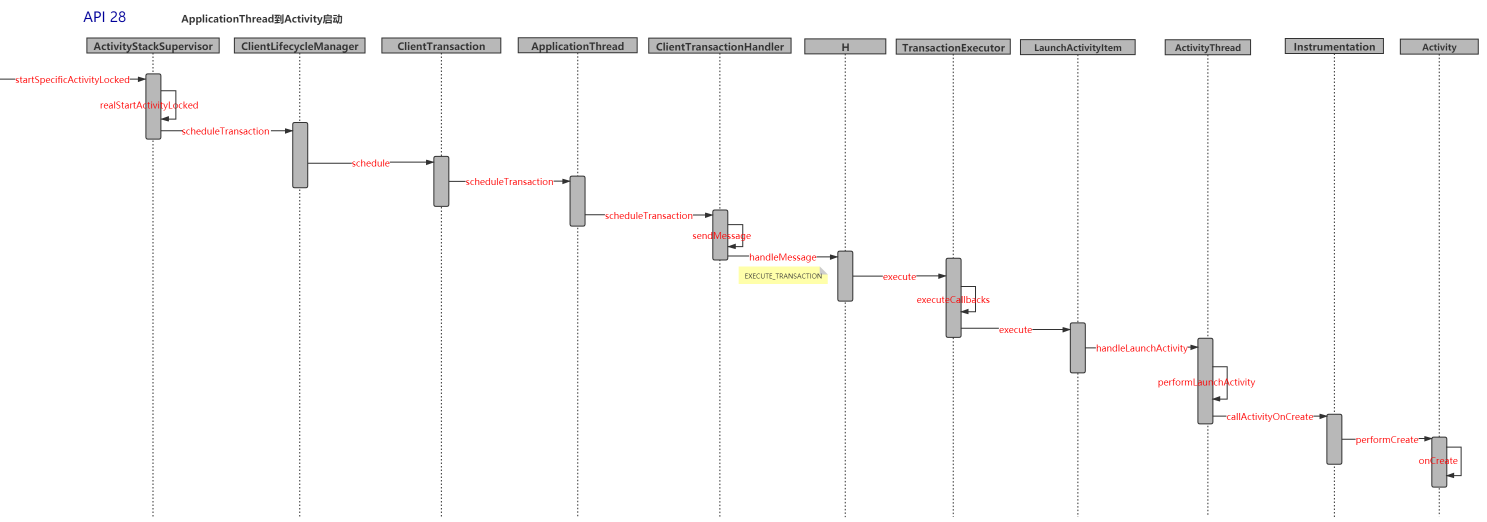 API 28
ApplicationThread到Activity启动
ActivityStackSupervisor
ClientLifecycleManager
ClientTransaction
ApplicationThread
ClientTransactionHandler
H
TransactionExecutor
LaunchActivityItem
ActivityThread
Instrumentation
Activity
startSpecificActivityLocked
realStartActivityLocked
scheduleTransaction
schedule
scheduleTransaction
scheduleTransaction
sendMessage
handleMessage
EXECUTE_TRANSACTION
execute
executeCallbacks
execute
handleLaunchActivity
performLaunchActivity
callActivityOnCreate
performCreate
onCreate